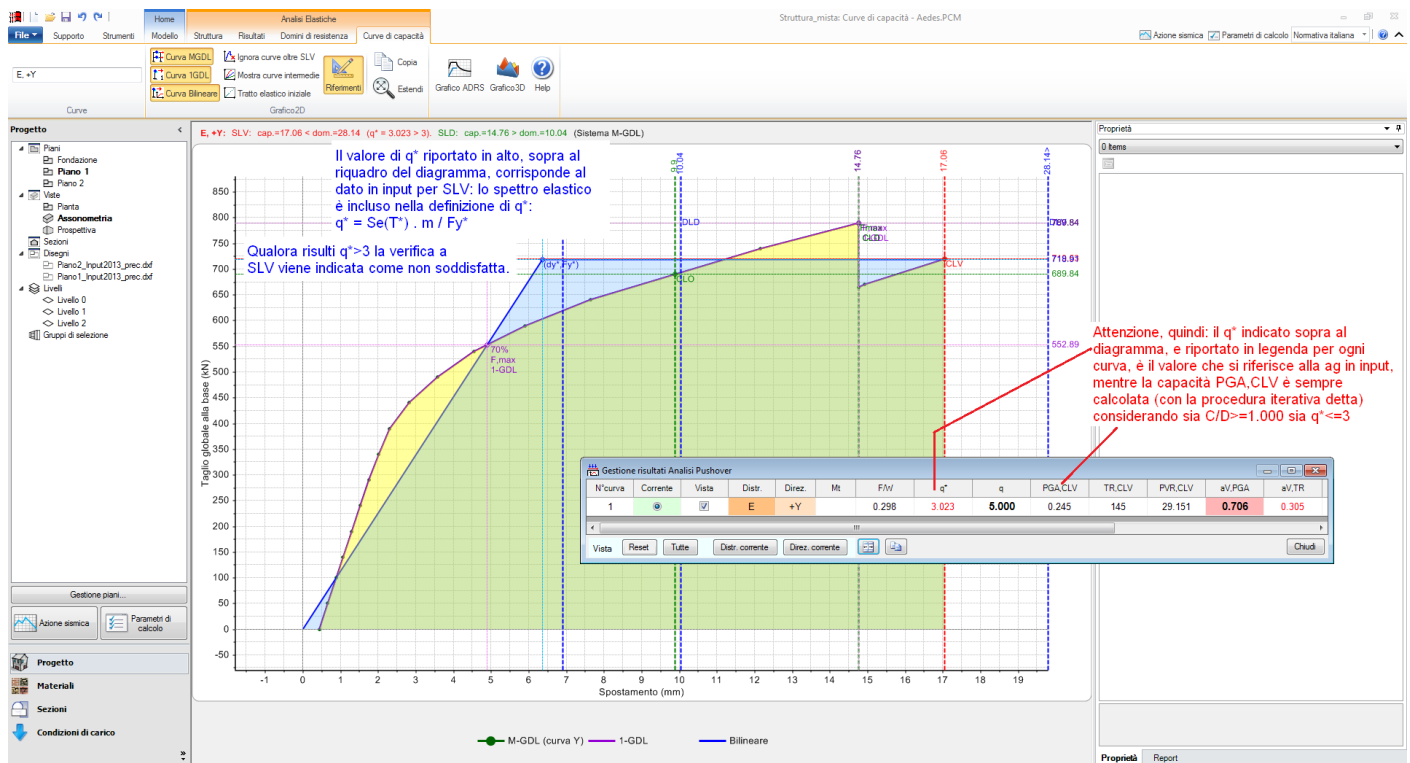 Struttura_mista: Curve di capacità - Aedes.PCM
Home
Analisi Elastiche
File
Supporto
Strumenti
Modello
Struttura
Risultati
Domini di resistenza
Curve di capacità
Azione sismica
Parametri di calcolo
Normativa italiana
E, +Y
Curve
Curva MGDL
Curva 1GDL
Curva Bilineare
Ignora curve oltre SLV
Mostra curve intermedie
Tratto elastico iniziale
Riferimenti
Copia
Estendi
Grafico2D
Grafico ADRS
Grafico3D
Help
Progetto
Piani
Fondazione
Piano 1
Piano 2
Viste
Pianta
Assonometria
Prospettiva
Sezioni
Disegni
Piano2_Input2013_prec.dxf
Piano1_Input2013_prec.dxf
Livelli
Livello 0
Livello 1
Livello 2
Gruppi di selezione
Gestione piani...
Azione sismica
Parametri di
calcolo
Progetto
Materiali
Sezioni
Condizioni di carico
E, +Y: SLV: cap.=17.06 < dom.=28.14 (q* = 3.023 > 3). SLD: cap.=14.76 > dom.=10.04 (Sistema M-GDL)
Il valore di q* riportato in alto, sopra al
riquadro del diagramma, corrisponde al
dato in input per SLV: lo spettro elastico
è incluso nella definizione di q*:
q* = Se(T*) . m / Fy*
Qualora risulti q*>3 la verifica a
SLV viene indicata come non soddisfatta.
9.9
10.04
14.76
17.06
28.14>
DLD
789.84
718.93
689.84
552.89
(dy*,Fy*)
CLO
CLV
70%
F,max
1-GDL
Taglio globale alla base (kN)
850
800
750
700
650
600
550
500
450
400
350
300
250
200
150
100
50
0
-50
-1
0
1
2
3
4
5
6
7
8
9
10
11
12
13
14
15
16
17
18
19
Spostamento (mm)
M-GDL (curva Y)
1-GDL
Bilineare
Attenzione, quindi: il q* indicato sopra al
diagramma, e riportato in legenda per ogni
curva, è il valore che si riferisce alla ag in input,
mentre la capacità PGA,CLV è sempre
calcolata (con la procedura iterativa detta)
considerando sia C/D>=1.000 sia q*<=3
Gestione risultati Analisi Pushover
N°curva Corrente Vista Distr. Direz. Mt F/W q* q PGA,CLV TR,CLV PVR,CLV aV,PGA aV,TR
1 E +Y 0.298 3.023 5.000 0.245 145 29.151 0.706 0.305
Vista
Reset
Tutte
Distr. corrente
Direz. corrente
Chiudi
Proprietà
0 Items
Proprietà
Report